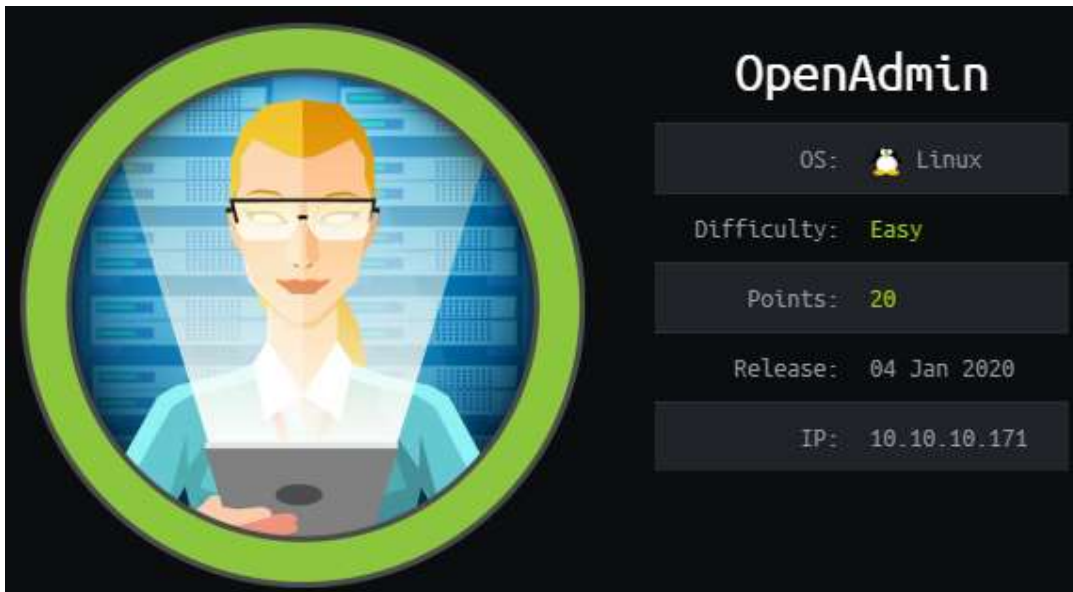 OpenAdmin
OS: Linux
Difficulty: Easy
Points: 20
Release: 04 Jan 2020
IP: 10.10.10.171